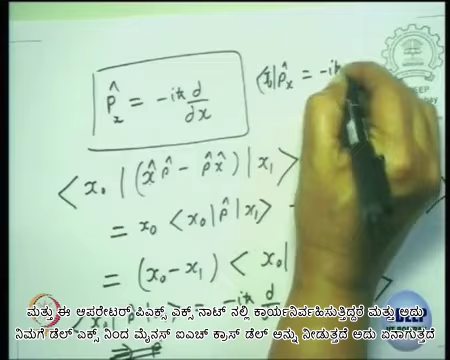 p̂ₓ = -iħ d/dx
⟨x₀| p̂ₓ = -iħ
⟨x₀ | (x̂ p̂ - p̂ x̂) | x₁⟩
= x₀ ⟨x₀|p̂|x₁⟩ -
= (x₀ - x₁) ⟨x₀|
= -iħ d
ಮತ್ತು ಈ ಆಪರೇಟರ್ ಪಿಎಕ್ಸ್ ಎಕ್ಸ್ ನಾಟ್ ನಲ್ಲಿ ಕಾರ್ಯನಿರ್ವಹಿಸುತ್ತಿದ್ದರೆ ಮತ್ತು ಅದು
ನಿಮಗೆ ಡೆಲ್ ಎಕ್ಸ್ ನಿಂದ ಮೈನಸ್ ಐಎಚ್ ಕ್ರಾಸ್ ಡೆಲ್ ಅನ್ನು ನೀಡುತ್ತದೆ ಅದು ಏನಾಗುತ್ತದೆ